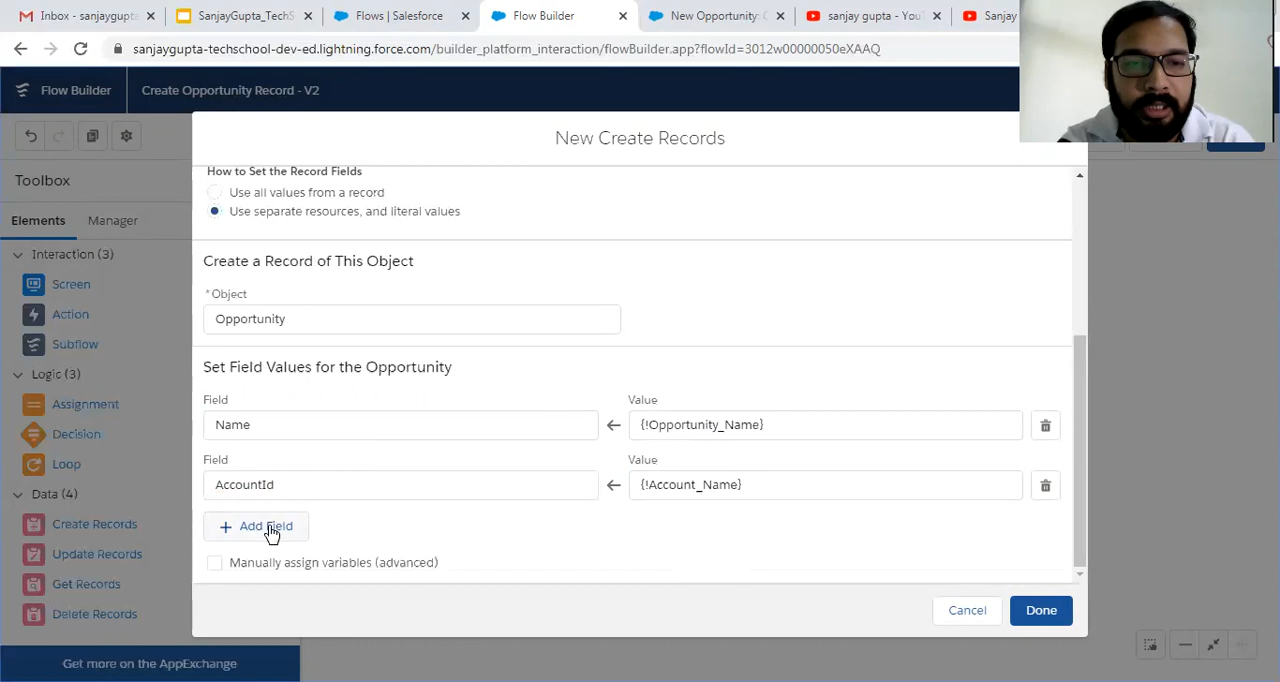 Inbox - sanjaygupta
SanjayGupta_TechS
Flows | Salesforce
Flow Builder
New Opportunity: C
sanjay gupta - YouT
Sanjay
sanjaygupta-techschool-dev-ed.lightning.force.com/builder_platform_interaction/flowBuilder.app?flowId=3012w00000050eXAAQ
Flow Builder
Create Opportunity Record - V2
New Create Records
Toolbox
Elements
Manager
Interaction (3)
Screen
Action
Subflow
Logic (3)
Assignment
Decision
Loop
Data (4)
Create Records
Update Records
Get Records
Delete Records
Get more on the AppExchange
How to Set the Record Fields
Use all values from a record
Use separate resources, and literal values
Create a Record of This Object
*Object
Opportunity
Set Field Values for the Opportunity
Field
Value
Name
{!Opportunity_Name}
Field
Value
AccountId
{!Account_Name}
+ Add Field
Manually assign variables (advanced)
Cancel
Done